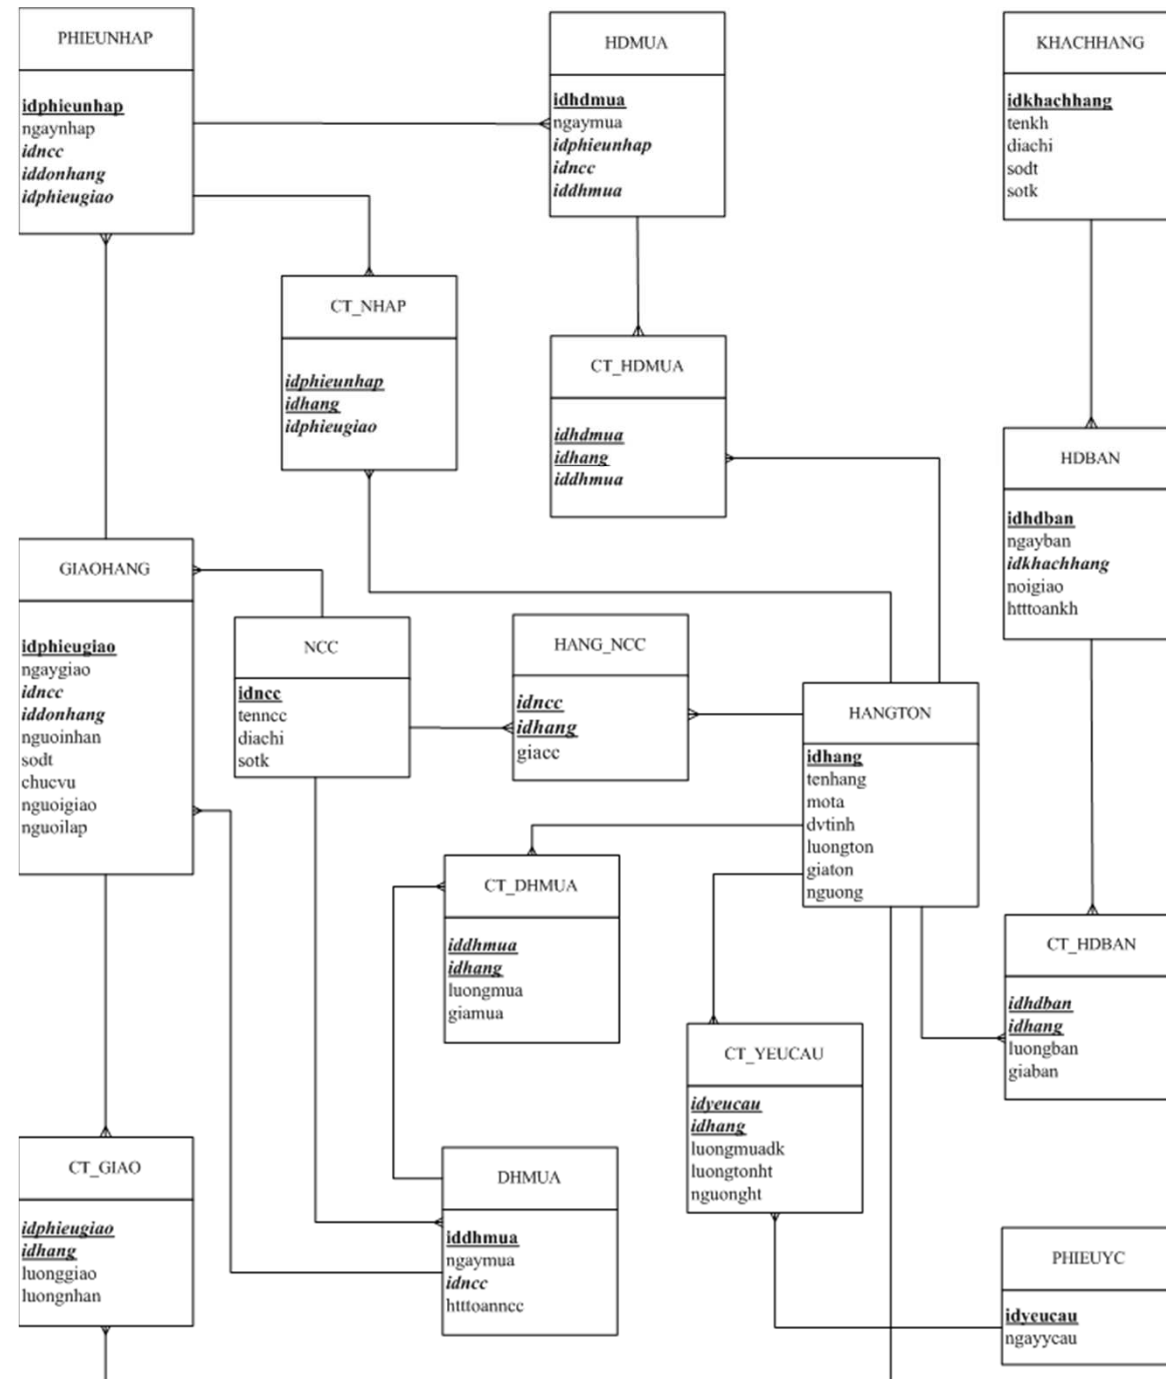 PHIEUNHAP
idphieunhap
ngaynhap
idncc
iddonhang
idphieugiao
HDMUA
idhdmua
ngaymua
idphieunhap
idncc
iddhmua
KHACHHANG
idkhachhang
tenkh
diachi
sodt
sotk
CT_NHAP
idphieunhap
idhang
idphieugiao
CT_HDMUA
idhdmua
idhang
iddhmua
HDBAN
idhdban
ngayban
idkhachhang
noigiao
htttoankh
GIAOHANG
idphieugiao
ngaygiao
idncc
iddonhang
nguoinhan
sodt
chucvu
nguoigiao
nguoilap
NCC
idncc
tenncc
diachi
sotk
HANG_NCC
idncc
idhang
giacc
HANGTON
idhang
tenhang
mota
dvtinh
luongton
giaton
nguong
CT_DHMUA
iddhmua
idhang
luongmua
giamua
CT_HDBAN
idhdban
idhang
luongban
giaban
CT_YEUCAU
idyeucau
idhang
luongmuadk
luongtonht
nguonght
CT_GIAO
idphieugiao
idhang
luonggiao
luongnhan
DHMUA
iddhmua
ngaymua
idncc
htttoanncc
PHIEUYC
idyeucau
ngayycau